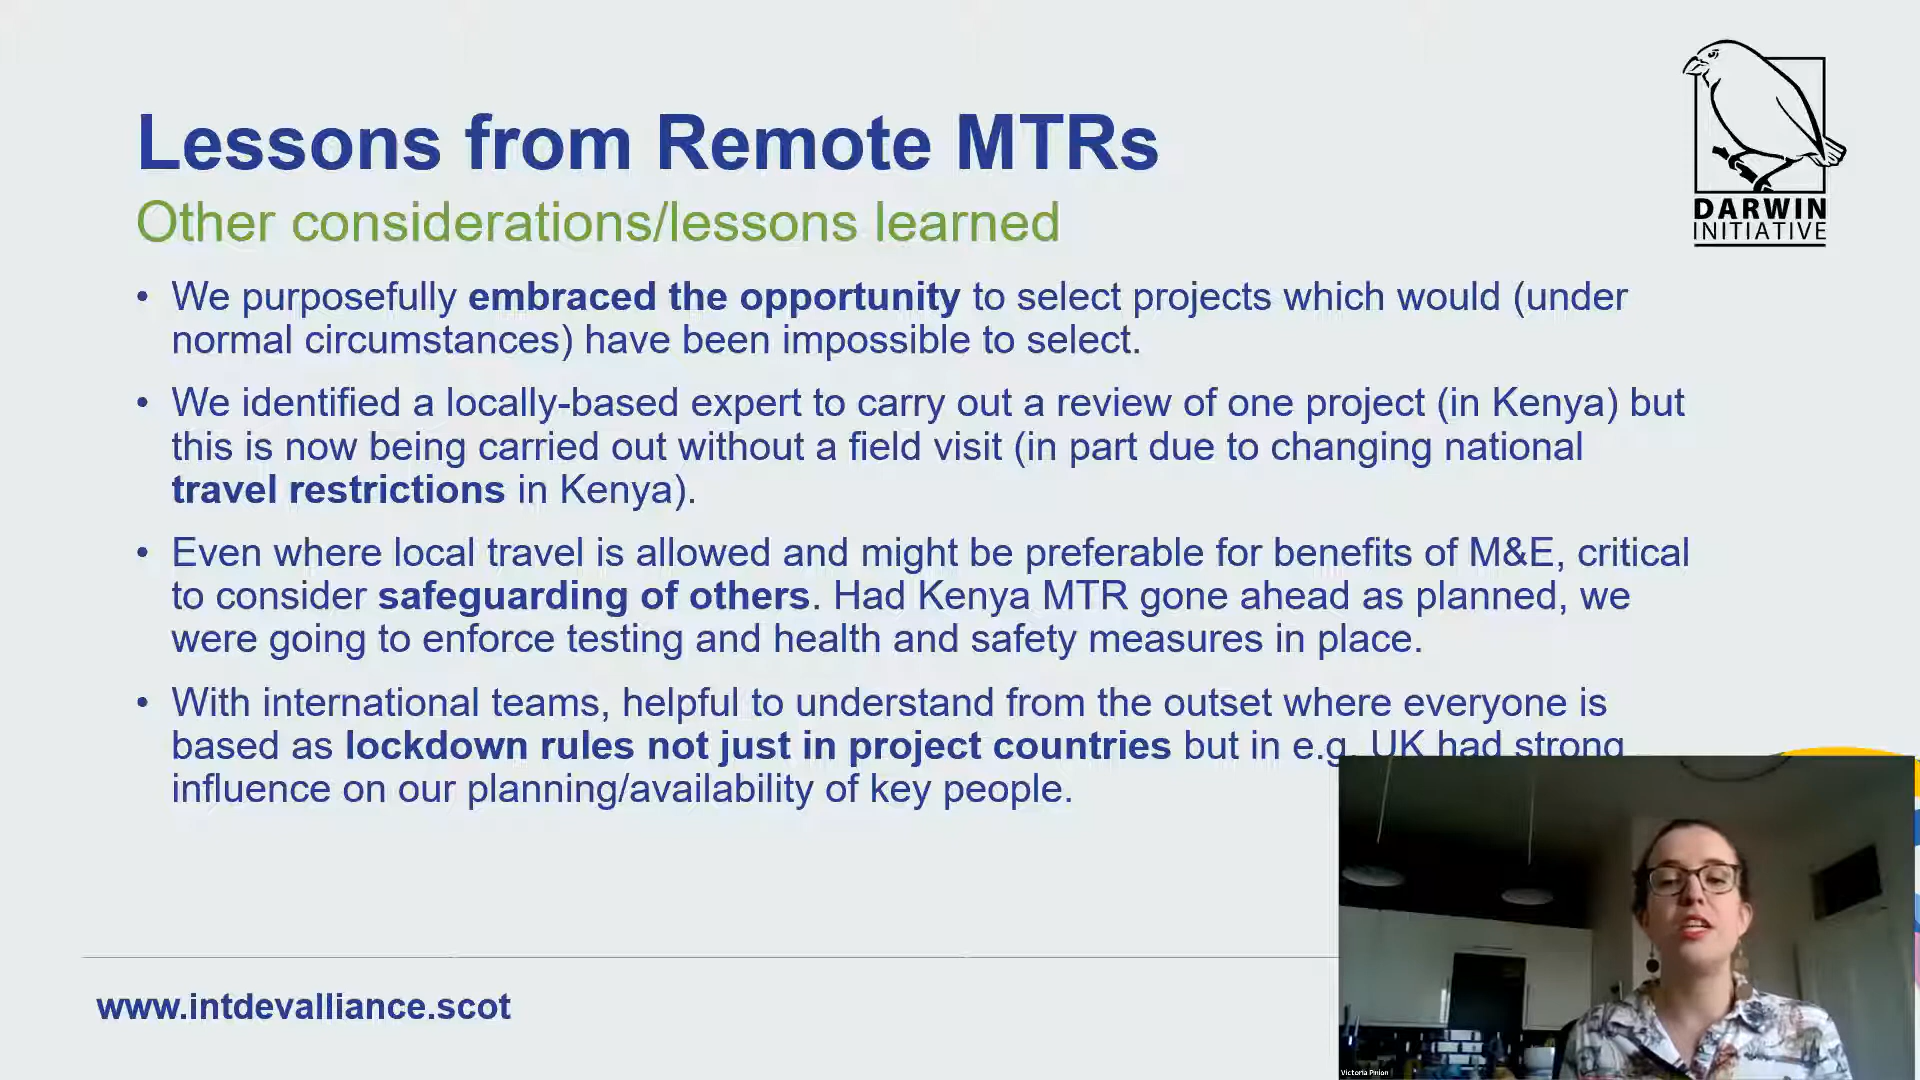 Lessons from Remote MTRs
Other considerations/lessons learned
DARWIN
INITIATIVE
• We purposefully embraced the opportunity to select projects which would (under
normal circumstances) have been impossible to select.
• We identified a locally-based expert to carry out a review of one project (in Kenya) but
this is now being carried out without a field visit (in part due to changing national
travel restrictions in Kenya).
• Even where local travel is allowed and might be preferable for benefits of M&E, critical
to consider safeguarding of others. Had Kenya MTR gone ahead as planned, we
were going to enforce testing and health and safety measures in place.
• With international teams, helpful to understand from the outset where everyone is
based as lockdown rules not just in project countries but in e.g. UK had strong
influence on our planning/availability of key people.
www.intdevalliance.scot
Victoria Pinion